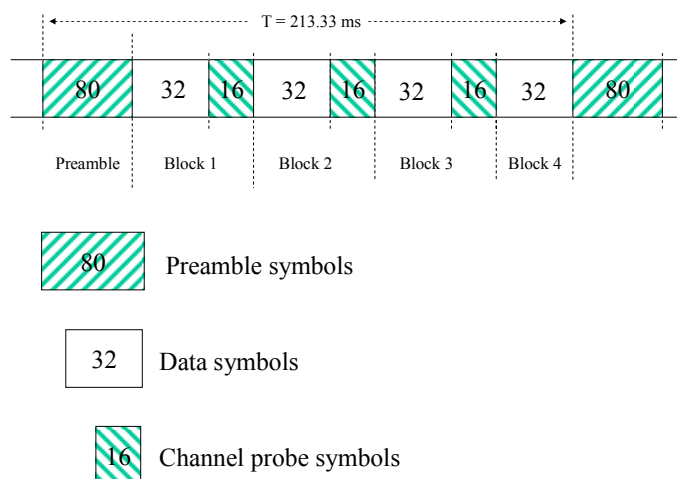 T = 213.33 ms
80 32 16 32 16 32 16 32 80
Preamble Block 1 Block 2 Block 3 Block 4
80 Preamble symbols
32 Data symbols
16 Channel probe symbols